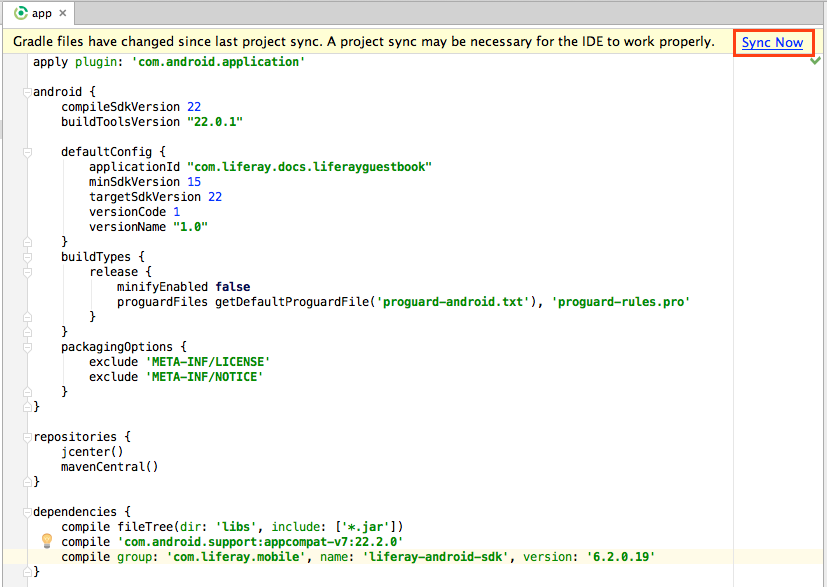 app
Gradle files have changed since last project sync. A project sync may be necessary for the IDE to work properly. Sync Now
apply plugin: 'com.android.application'
android {
compileSdkVersion 22
buildToolsVersion "22.0.1"
defaultConfig {
applicationId "com.liferay.docs.liferayguestbook"
minSdkVersion 15
targetSdkVersion 22
versionCode 1
versionName "1.0"
}
buildTypes {
release {
minifyEnabled false
proguardFiles getDefaultProguardFile('proguard-android.txt'), 'proguard-rules.pro'
}
}
packagingOptions {
exclude 'META-INF/LICENSE'
exclude 'META-INF/NOTICE'
}
}
repositories {
jcenter()
mavenCentral()
}
dependencies {
compile fileTree(dir: 'libs', include: ['*.jar'])
compile 'com.android.support:appcompat-v7:22.2.0'
compile group: 'com.liferay.mobile', name: 'liferay-android-sdk', version: '6.2.0.19'
}